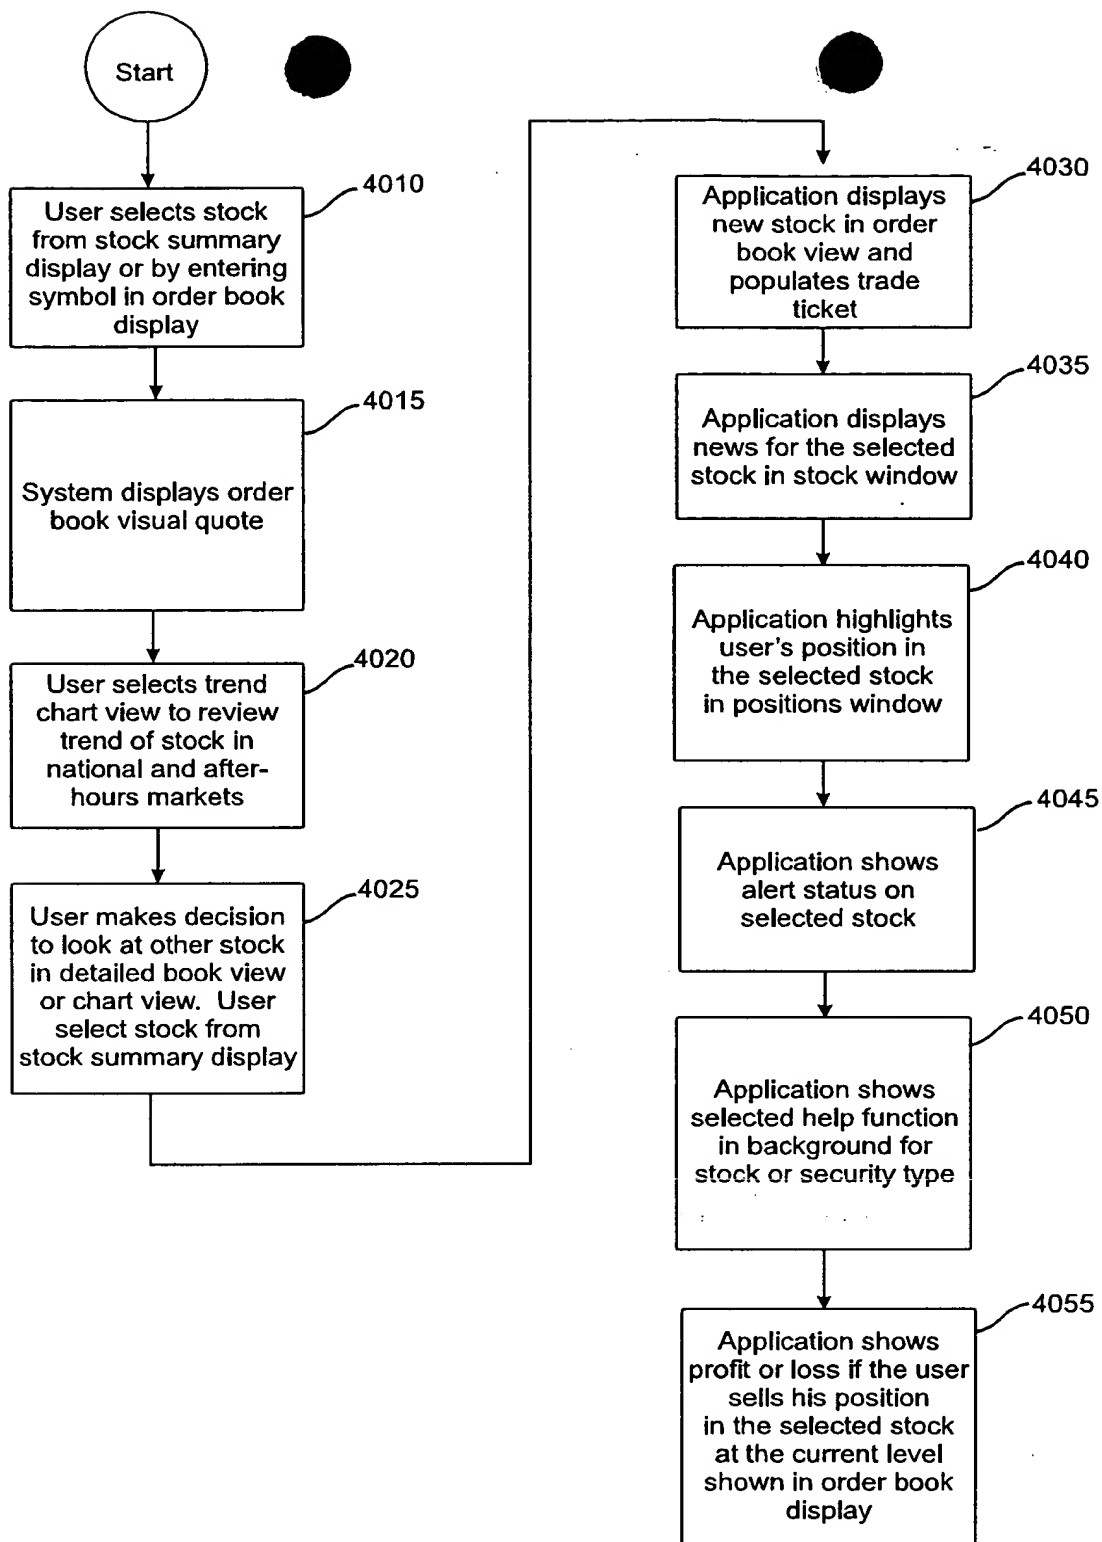 Start
4010
User selects stock
from stock summary
display or by entering
symbol in order book
display
4015
System displays order
book visual quote
4020
User selects trend
chart view to review
trend of stock in
national and after-
hours markets
4025
User makes decision
to look at other stock
in detailed book view
or chart view. User
select stock from
stock summary display
4030
Application displays
new stock in order
book view and
populates trade
ticket
4035
Application displays
news for the selected
stock in stock window
4040
Application highlights
user's position in
the selected stock
in positions window
4045
Application shows
alert status on
selected stock
4050
Application shows
selected help function
in background for
stock or security type
4055
Application shows
profit or loss if the user
sells his position
in the selected stock
at the current level
shown in order book
display